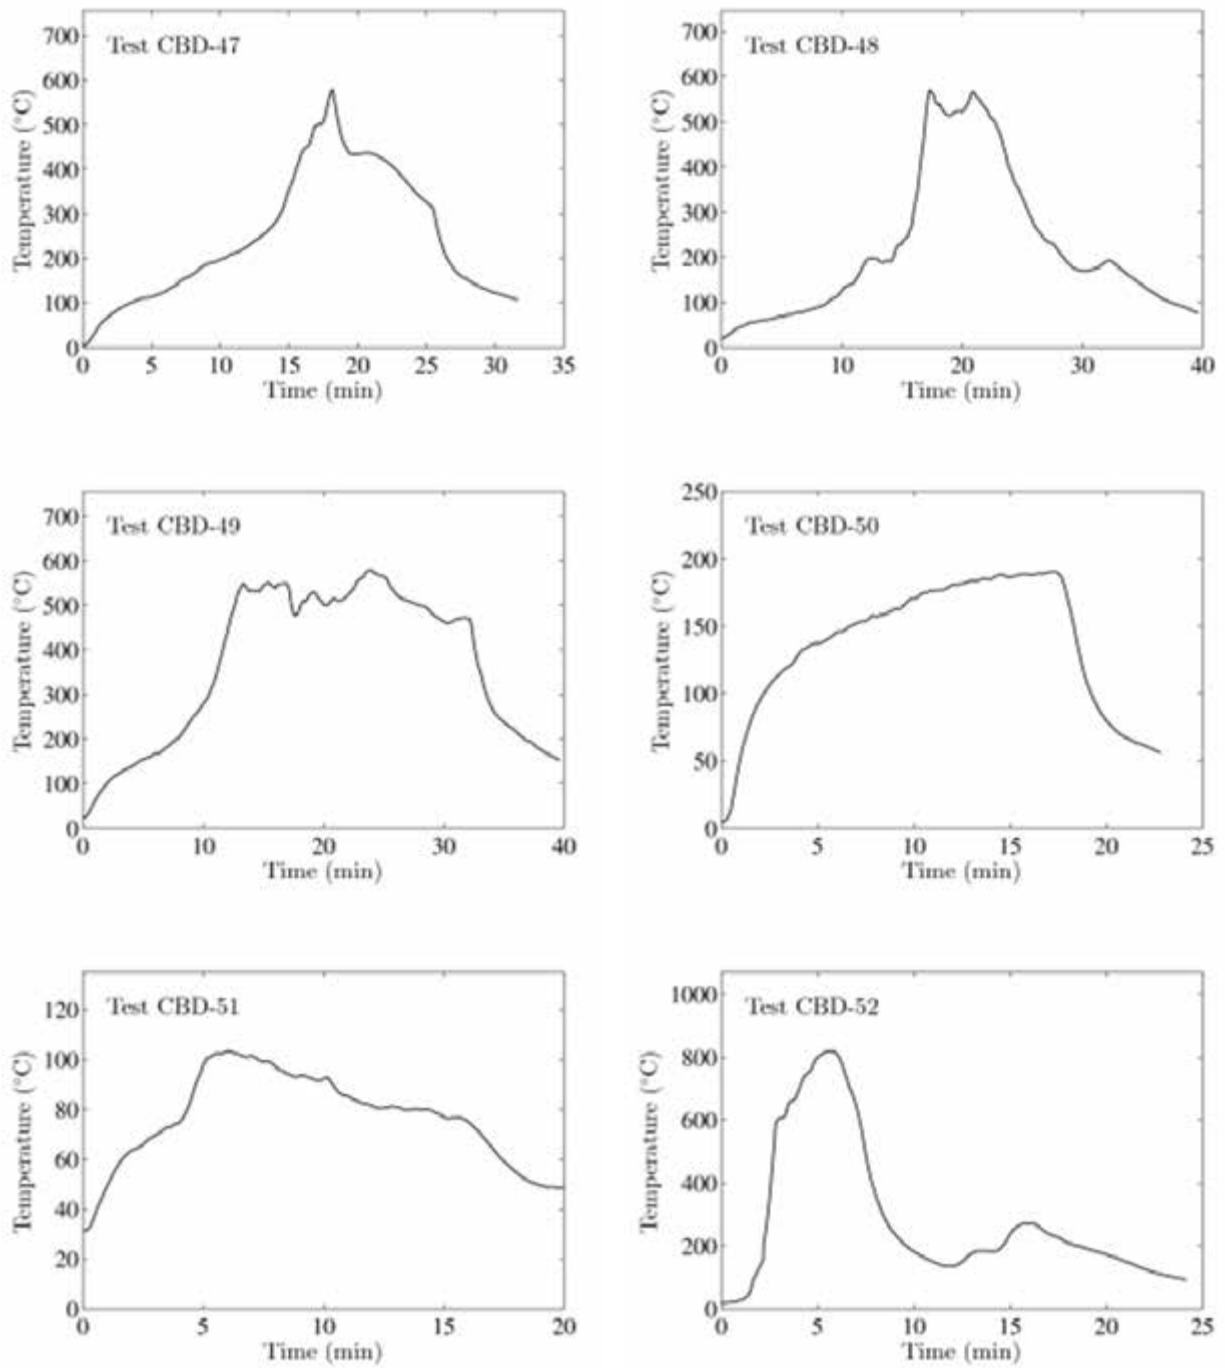 Test CBD-47
Temperature (°C)
700
600
500
400
300
200
100
0
0 5 10 15 20 25 30 35
Time (min)
Test CBD-48
Temperature (°C)
700
600
500
400
300
200
100
0
0 10 20 30 40
Time (min)
Test CBD-49
Temperature (°C)
700
600
500
400
300
200
100
0
0 10 20 30 40
Time (min)
Test CBD-50
Temperature (°C)
250
200
150
100
50
0
0 5 10 15 20 25
Time (min)
Test CBD-51
Temperature (°C)
120
100
80
60
40
20
0
0 5 10 15 20
Time (min)
Test CBD-52
Temperature (°C)
1000
800
600
400
200
0
0 5 10 15 20 25
Time (min)